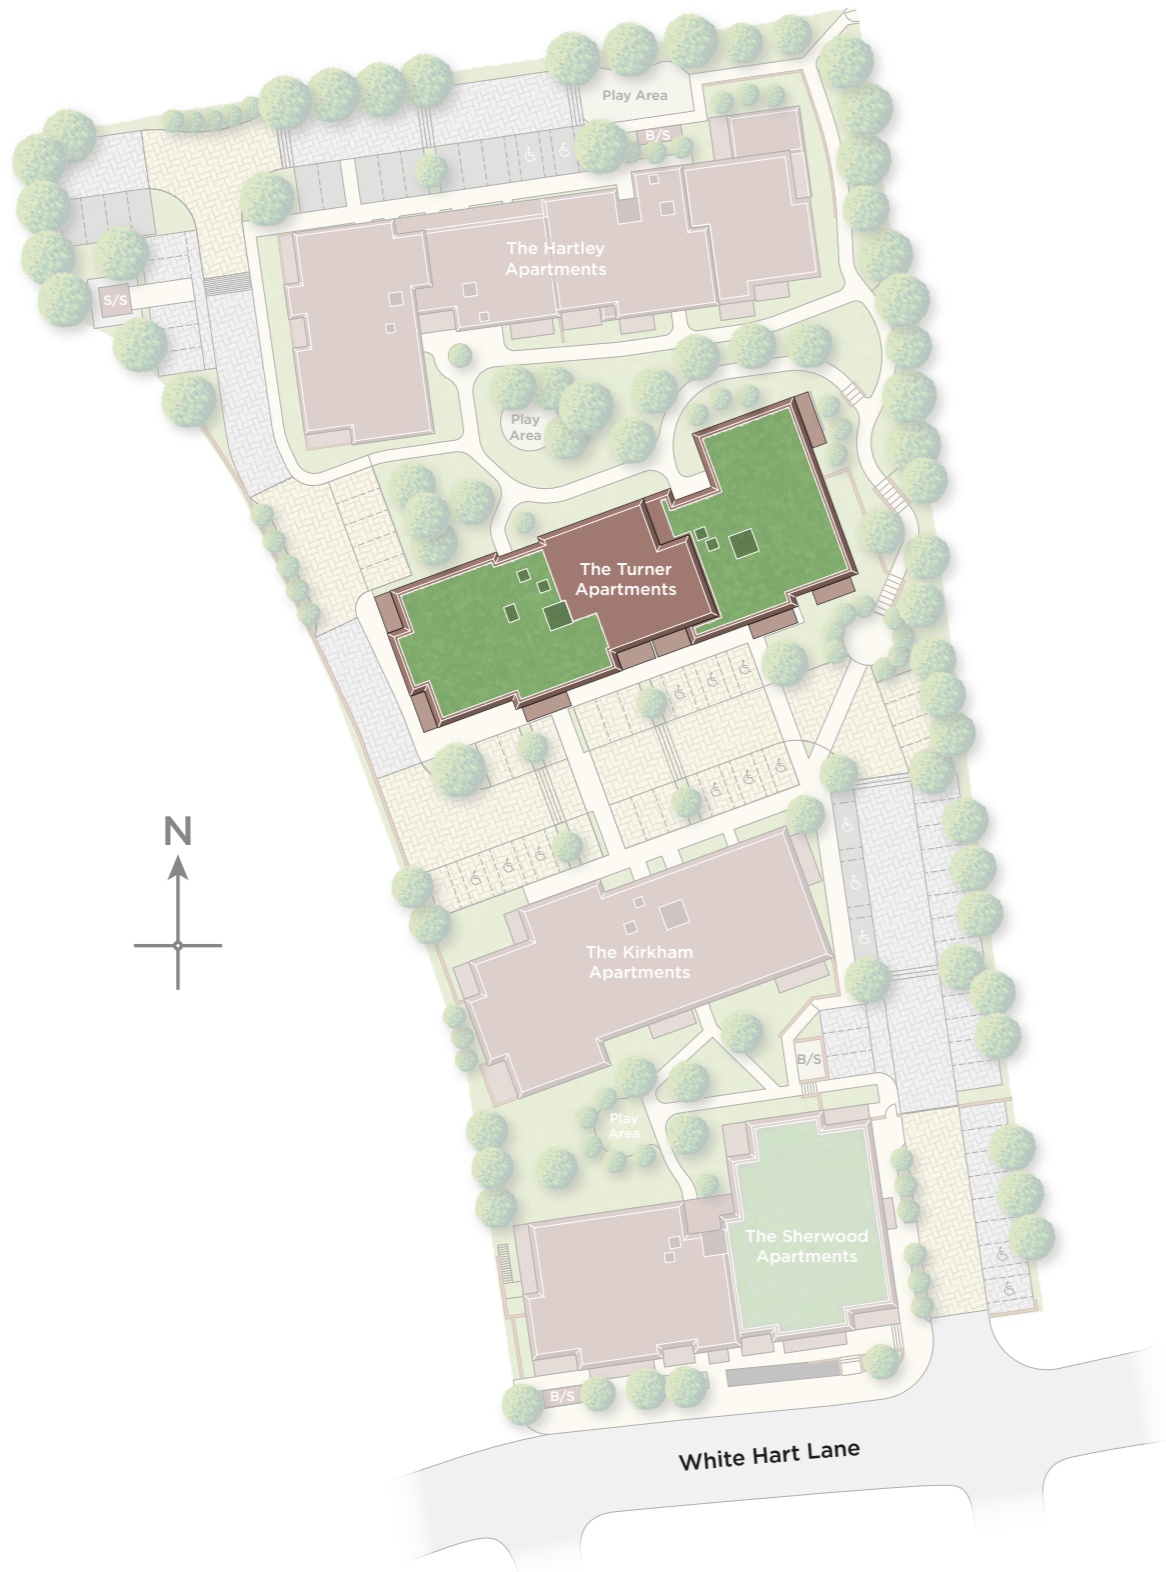 Play Area
B/S
The Hartley
Apartments
S/S
Play
Area
The Turner
Apartments
N
The Kirkham
Apartments
B/S
Play
Area
The Sherwood
Apartments
B/S
White Hart Lane